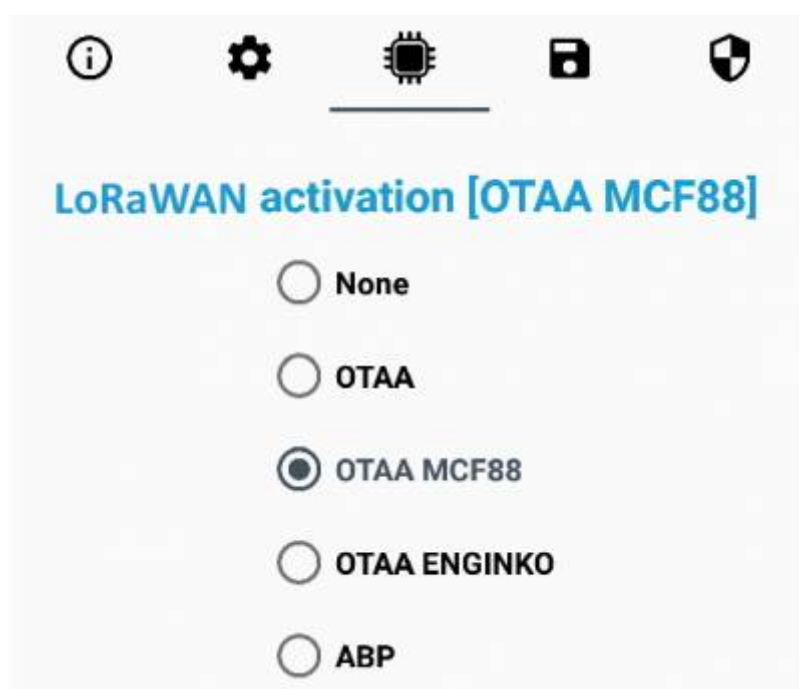 LoRaWAN activation [OTAA MCF88]
None
OTAA
OTAA MCF88
OTAA ENGINKO
ABP